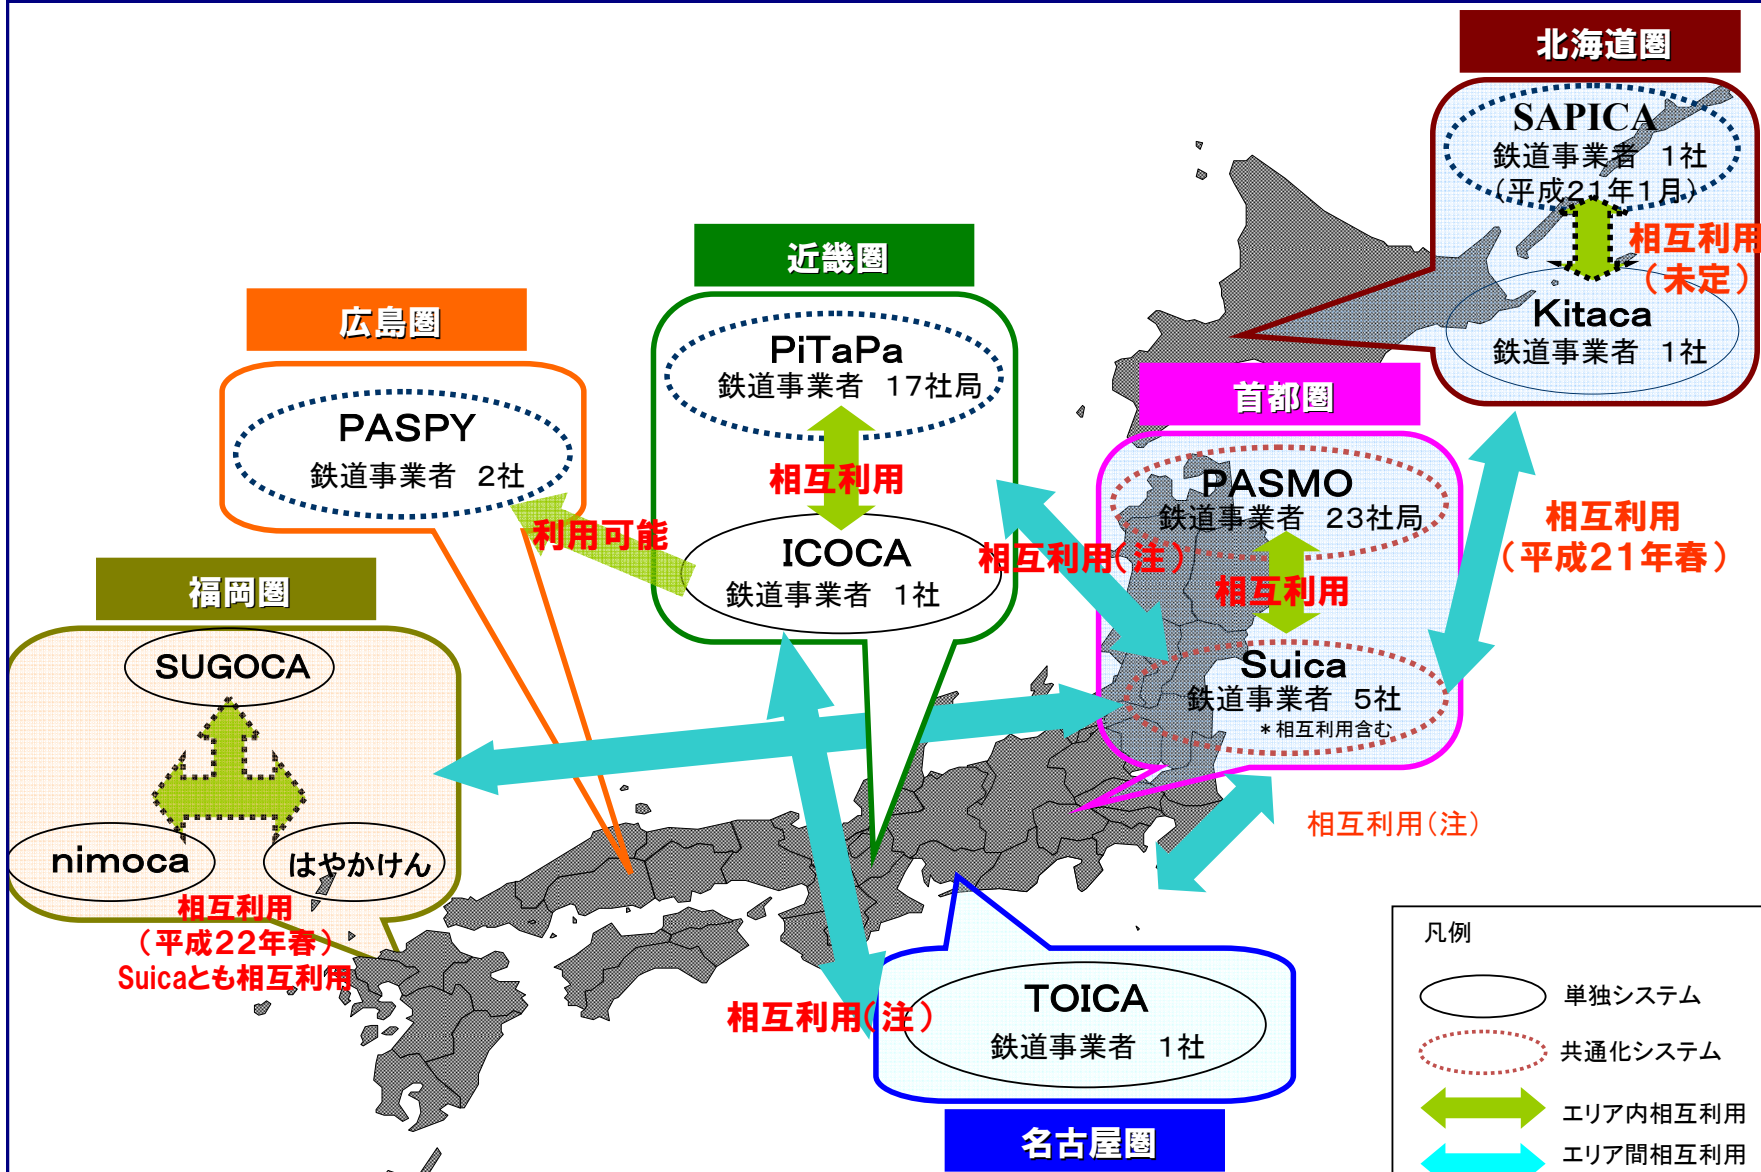 北海道圏
SAPICA
鉄道事業者 1社
(平成21年1月)
相互利用
(未定)
Kitaca
鉄道事業者 1社
近畿圏
PiTaPa
鉄道事業者 17社局
相互利用
ICOCA
鉄道事業者 1社
広島圏
PASPY
鉄道事業者 2社
利用可能
首都圏
PASMO
鉄道事業者 23社局
相互利用
Suica
鉄道事業者 5社
*相互利用含む
相互利用(注)
相互利用
(平成21年春)
福岡圏
SUGOCA
nimoca
はやかけん
相互利用
(平成22年春)
Suicaとも相互利用
相互利用(注)
相互利用(注)
TOICA
鉄道事業者 1社
名古屋圏
凡例
単独システム
共通化システム
エリア内相互利用
エリア間相互利用